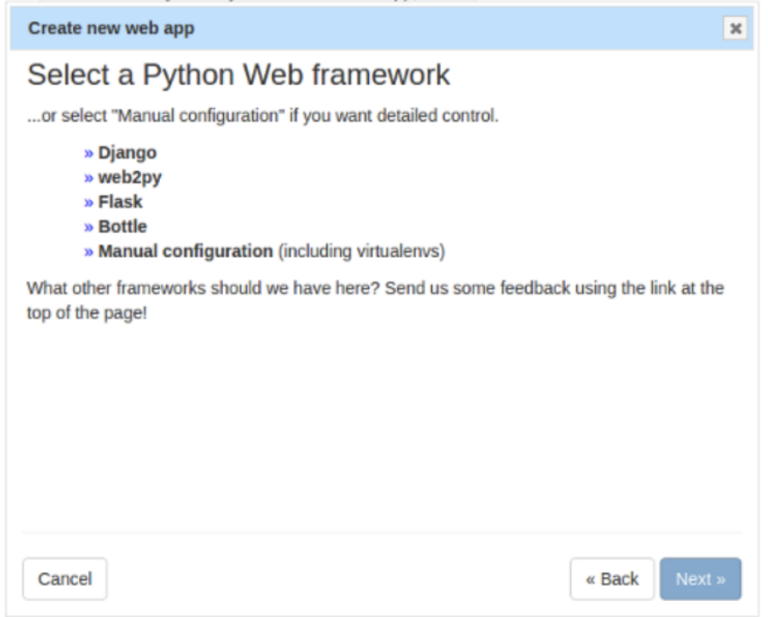 Create new web app
Select a Python Web framework
...or select "Manual configuration" if you want detailed control.
» Django
» web2py
» Flask
» Bottle
» Manual configuration (including virtualenvs)
What other frameworks should we have here? Send us some feedback using the link at the
top of the page!
Cancel
« Back
Next »